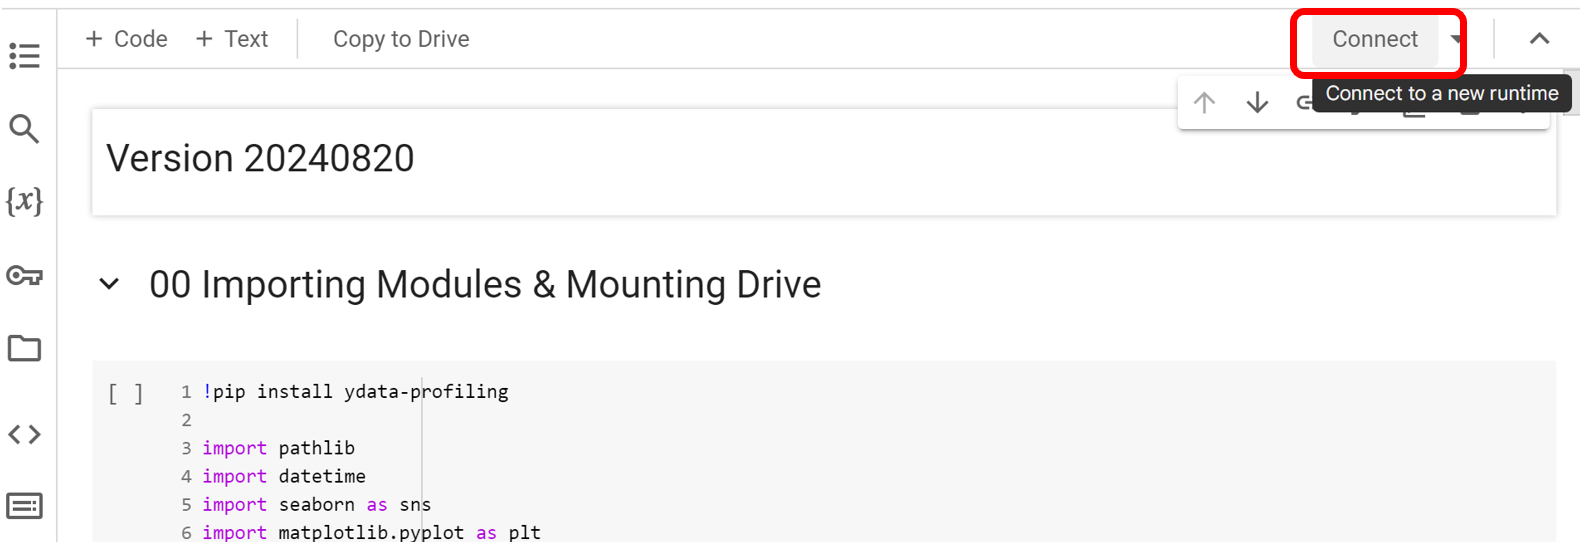 + Code + Text Copy to Drive Connect
Connect to a new runtime
Version 20240820
{x}
00 Importing Modules & Mounting Drive
[ ] 1 !pip install ydata-profiling
2
3 import pathlib
4 import datetime
5 import seaborn as sns
6 import matplotlib.pyplot as plt